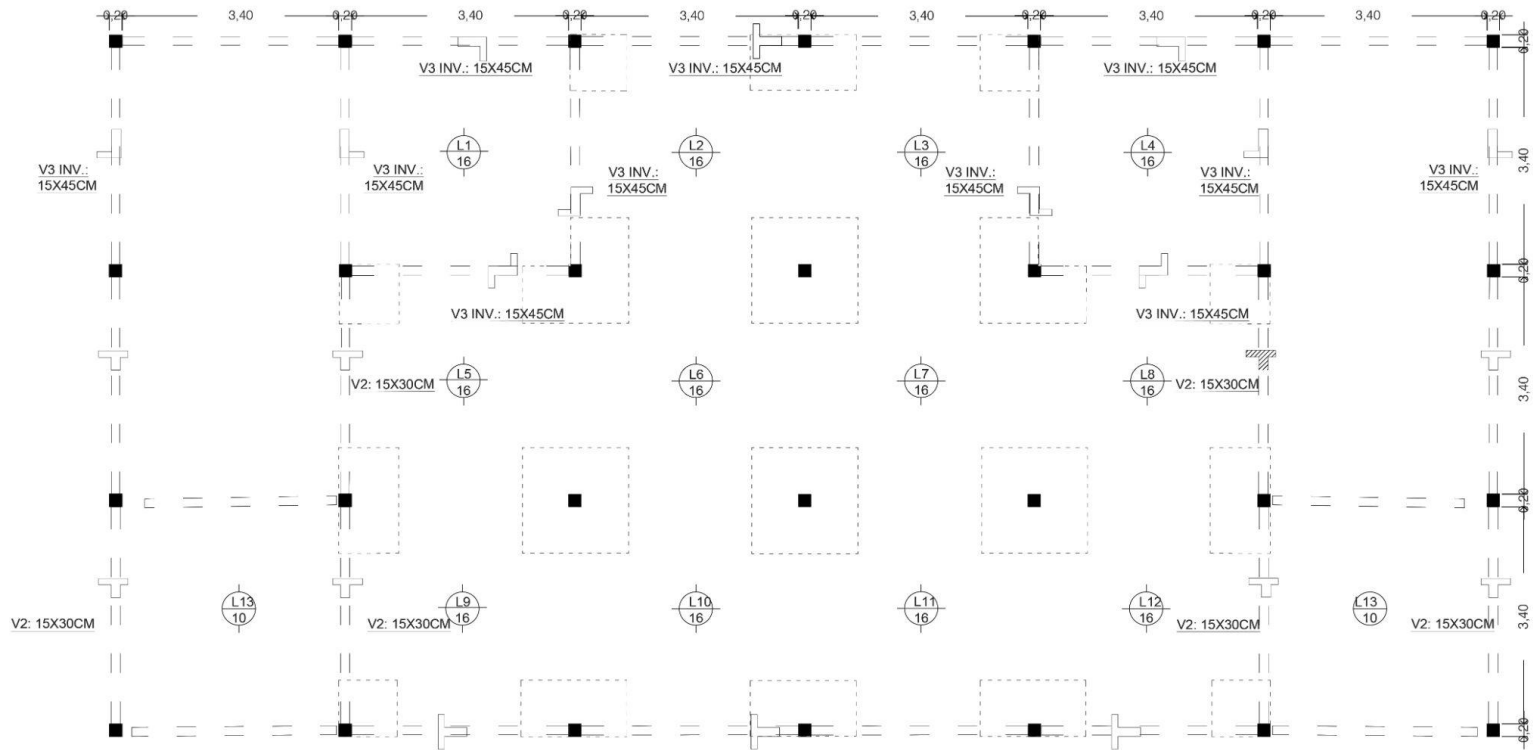 0,20 3,40 0,20 3,40 0,20 3,40 0,20 3,40 0,20 3,40 0,20 3,40 0,20
0,20
V3 INV.: 15X45CM
V3 INV.: 15X45CM
V3 INV.: 15X45CM
L1
16
L2
16
L3
16
L4
16
3,40
V3 INV.:
15X45CM
V3 INV.:
15X45CM
V3 INV.:
15X45CM
V3 INV.:
15X45CM
V3 INV.:
15X45CM
V3 INV.:
15X45CM
0,20
V3 INV.: 15X45CM
V3 INV.: 15X45CM
L5
16
L6
16
L7
16
L8
16
V2: 15X30CM
V2: 15X30CM
3,40
0,20
L13
10
L9
16
L10
16
L11
16
L12
16
L13
10
3,40
V2: 15X30CM
V2: 15X30CM
V2: 15X30CM
V2: 15X30CM
0,20